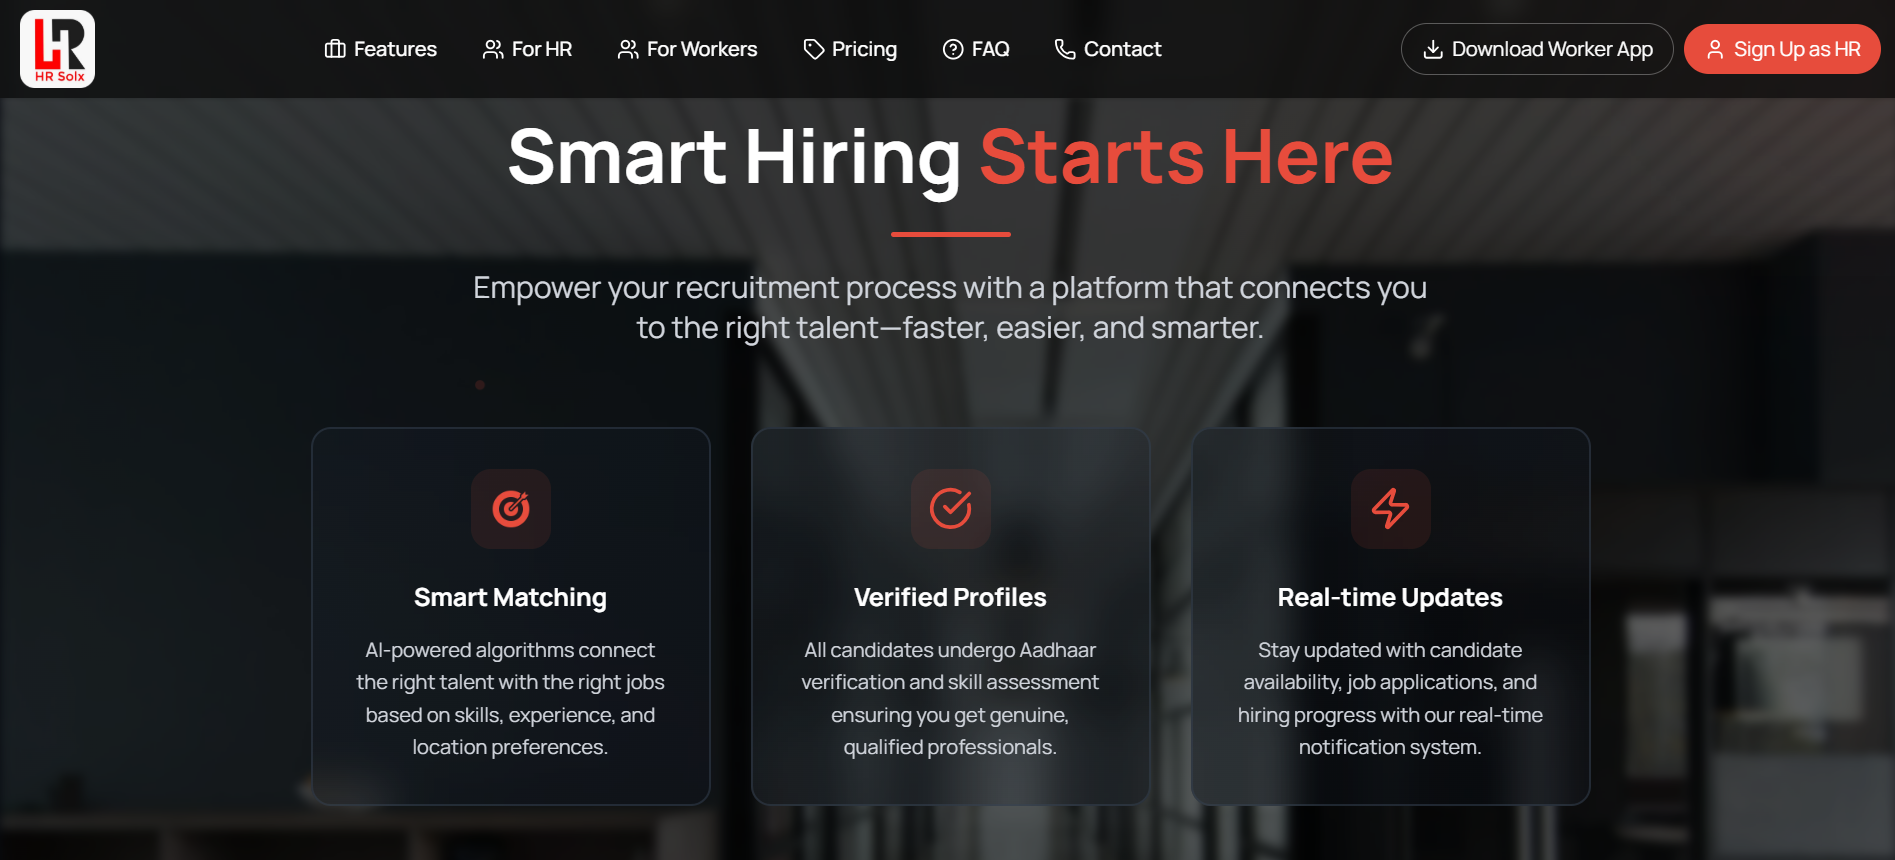 HR
HR Solx
Features
For HR
For Workers
Pricing
FAQ
Contact
Download Worker App
Sign Up as HR
Smart Hiring Starts Here
Empower your recruitment process with a platform that connects you
to the right talent—faster, easier, and smarter.
Smart Matching
AI-powered algorithms connect
the right talent with the right jobs
based on skills, experience, and
location preferences.
Verified Profiles
All candidates undergo Aadhaar
verification and skill assessment
ensuring you get genuine,
qualified professionals.
Real-time Updates
Stay updated with candidate
availability, job applications, and
hiring progress with our real-time
notification system.